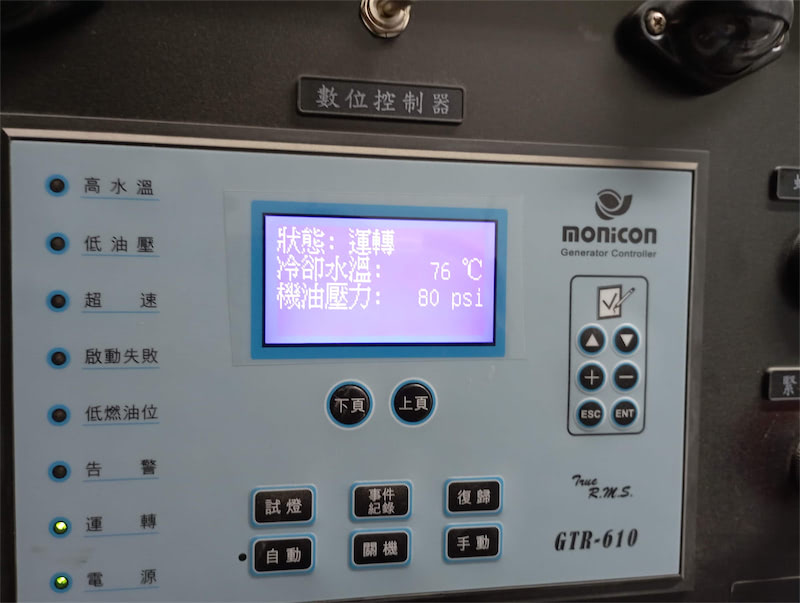 數位控制器
高水溫
低油壓
超速
啟動失敗
低燃油位
告警
運轉
電源
狀態: 運轉
冷卻水溫: 76 ℃
機油壓力: 80 psi
下頁 上頁
試燈 事件紀錄 復歸
自動 關機 手動
monicon
Generator Controller
ESC ENT
True R.M.S.
GTR-610
緊